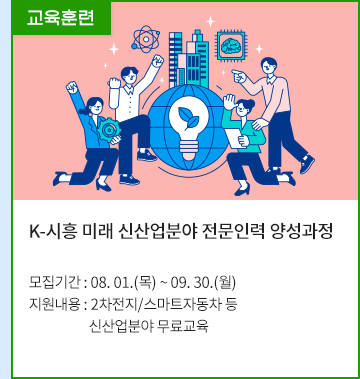 교육훈련
K-시흥 미래 신산업분야 전문인력 양성과정
모집기간 : 08. 01.(목) ~ 09. 30.(월)
지원내용 : 2차전지/스마트자동차 등
신산업분야 무료교육